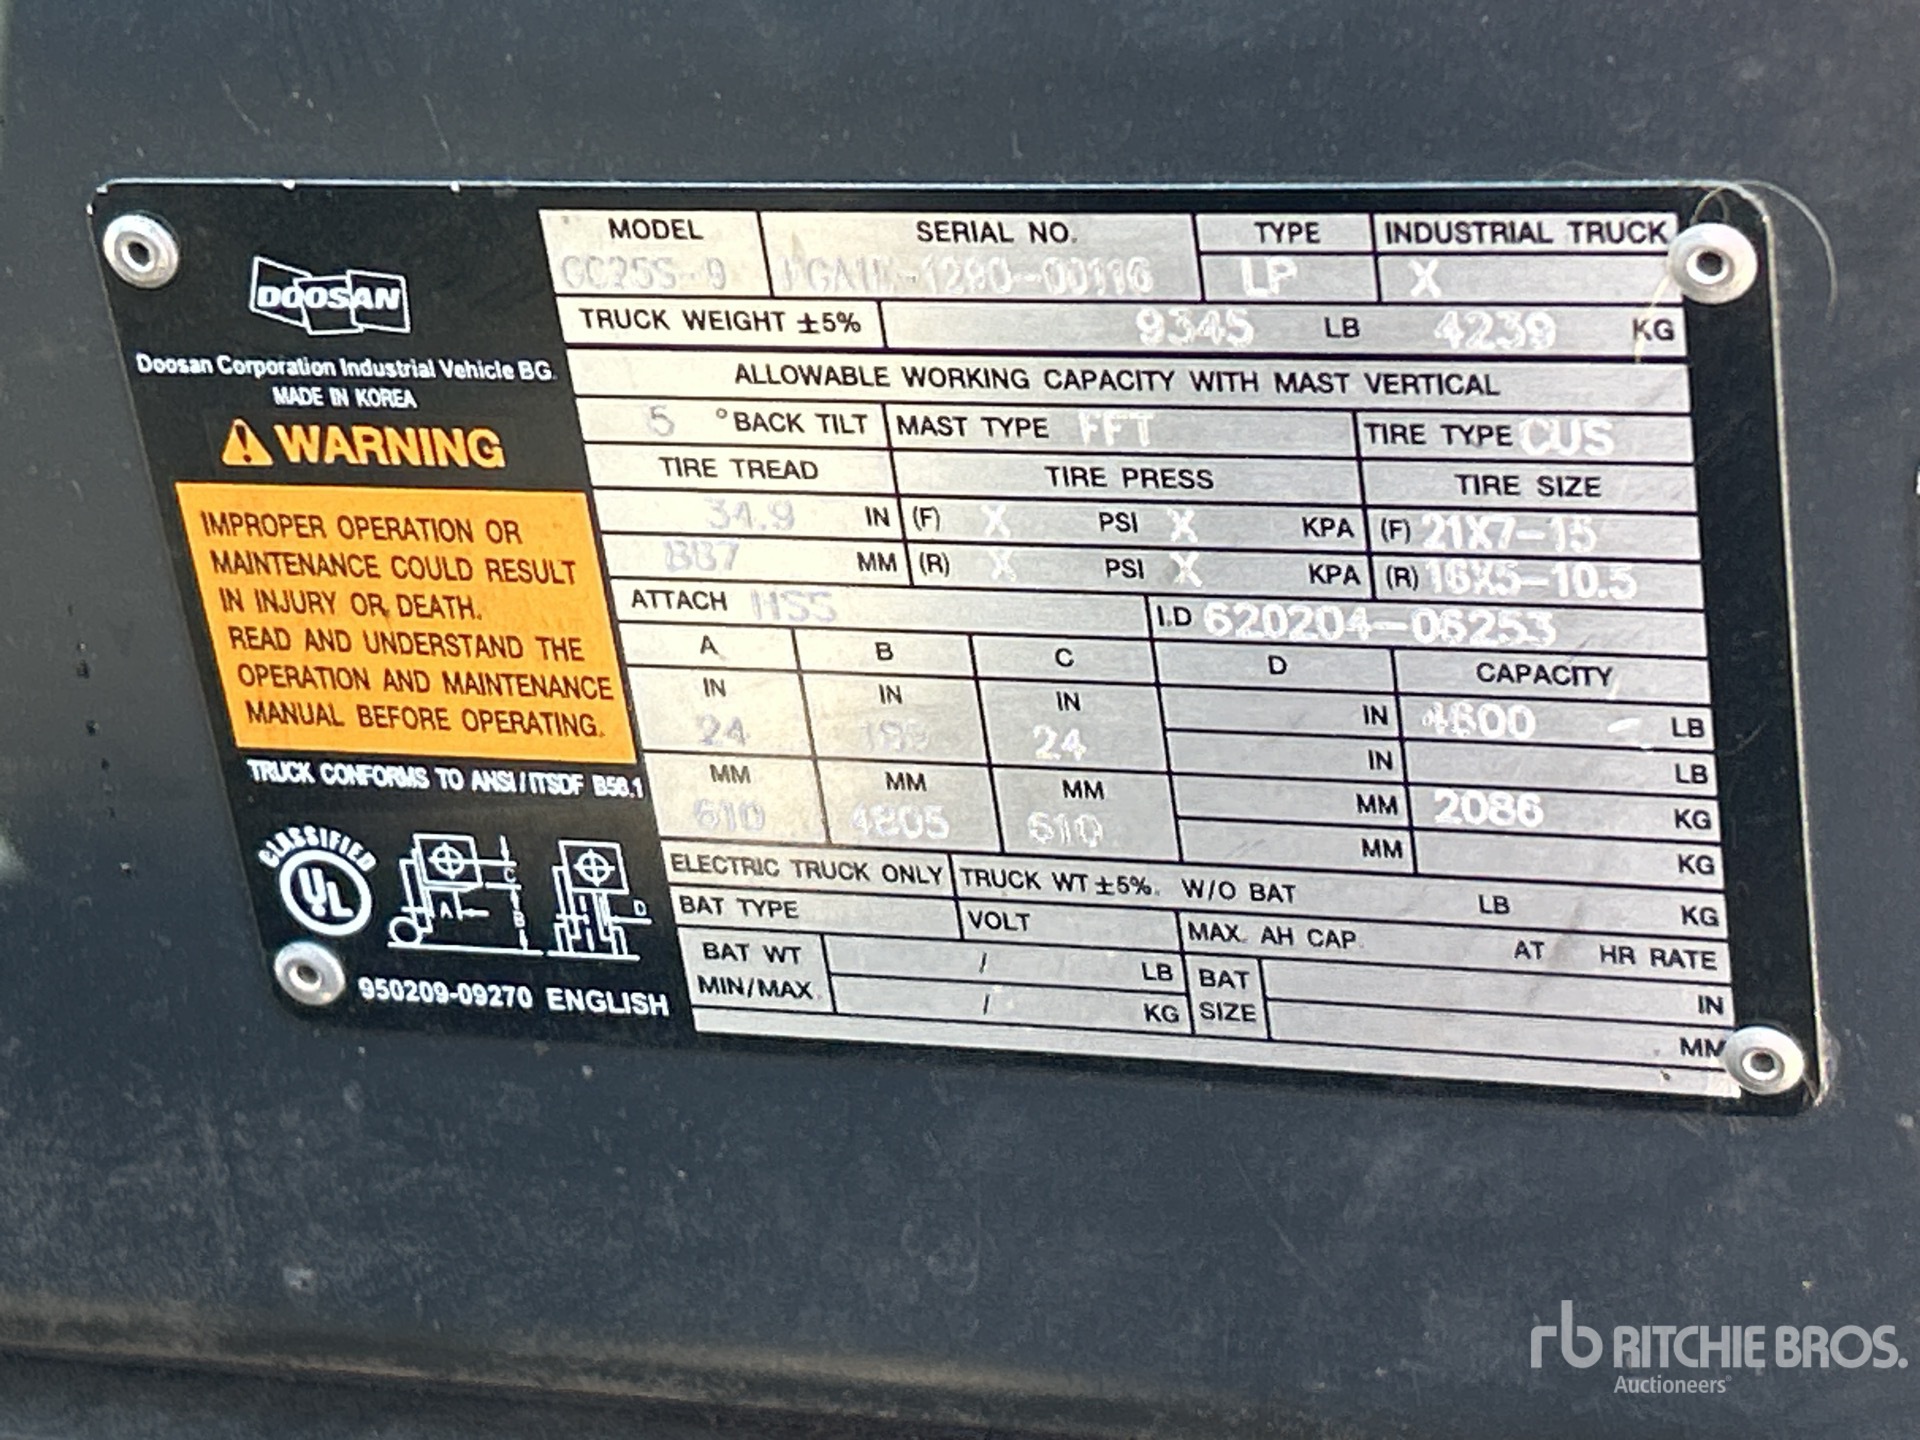 DOOSAN
Doosan Corporation Industrial Vehicle BG.
MADE IN KOREA
WARNING
IMPROPER OPERATION OR
MAINTENANCE COULD RESULT
IN INJURY OR DEATH.
READ AND UNDERSTAND THE
OPERATION AND MAINTENANCE
MANUAL BEFORE OPERATING.
TRUCK CONFORMS TO ANSI/ITSDF B56.1
CLASSIFIED
UL
A B C D
950209-09270 ENGLISH
MODEL SERIAL NO. TYPE INDUSTRIAL TRUCK
GC25S-9 LP X
TRUCK WEIGHT ±5% 9345 LB 4239 KG
ALLOWABLE WORKING CAPACITY WITH MAST VERTICAL
5 °BACK TILT MAST TYPE FFT TIRE TYPE CUS
TIRE TREAD TIRE PRESS TIRE SIZE
34.9 IN (F) X PSI X KPA (F) 21X7-15
887 MM (R) X PSI X KPA (R) 16X5-10.5
ATTACH HSS I.D 620204-06253
A B C D CAPACITY
IN IN IN IN 4600 LB
24 24 IN LB
MM MM MM MM 2086 KG
610 4805 610 MM KG
ELECTRIC TRUCK ONLY TRUCK WT ±5%. W/O BAT LB KG
BAT TYPE VOLT MAX. AH CAP. AT HR RATE
BAT WT MIN/MAX. / LB BAT SIZE IN
/ KG MM
rb RITCHIE BROS.
Auctioneers